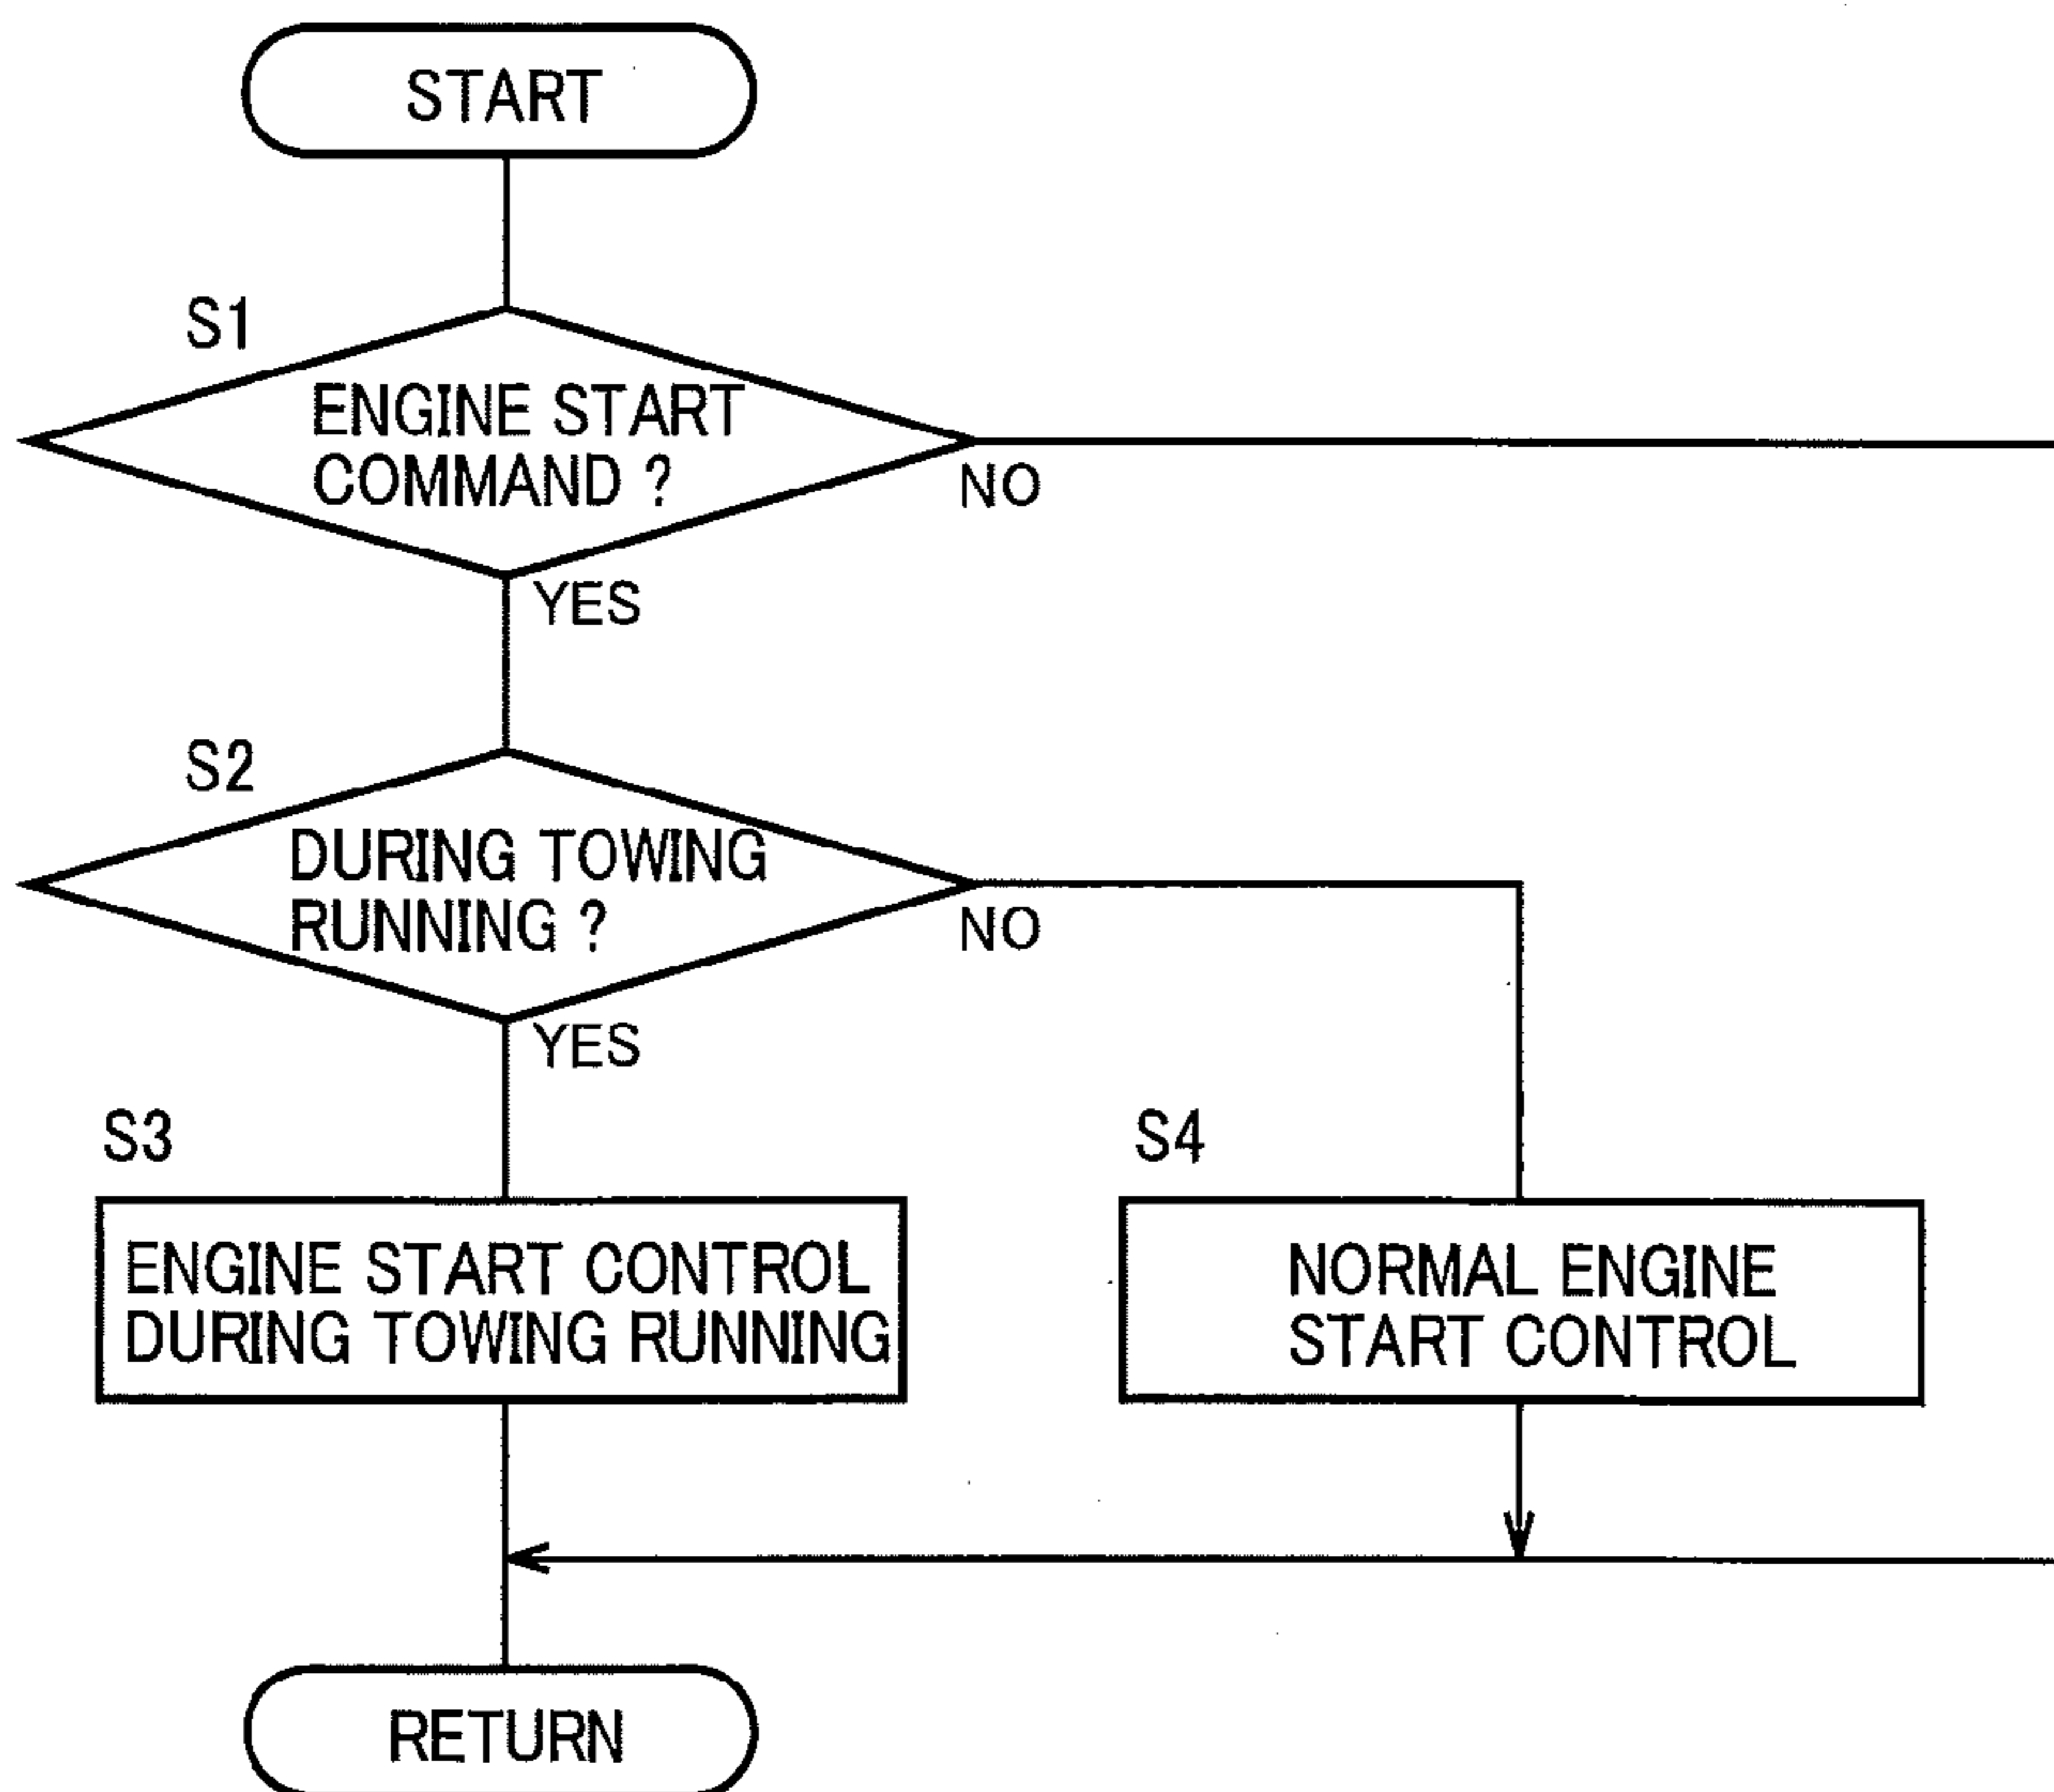 START
S1
ENGINE START
COMMAND ?
NO
YES
S2
DURING TOWING
RUNNING ?
NO
YES
S3
ENGINE START CONTROL
DURING TOWING RUNNING
S4
NORMAL ENGINE
START CONTROL
RETURN